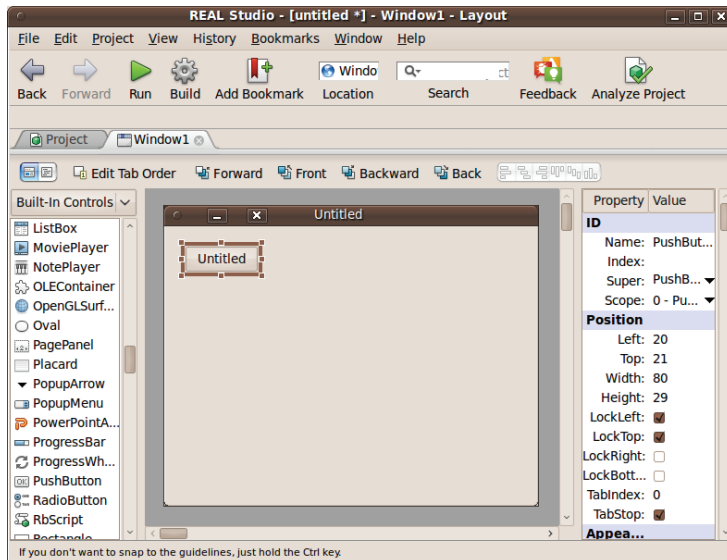 REAL Studio - [untitled *] - Window1 - Layout
File Edit Project View History Bookmarks Window Help
Back Forward Run Build Add Bookmark Location Search Feedback Analyze Project
Windo
Project Window1
Edit Tab Order Forward Front Backward Back
Built-In Controls
ListBox
MoviePlayer
NotePlayer
OLEContainer
OpenGLSurf...
Oval
PagePanel
Placard
PopupArrow
PopupMenu
PowerPointA...
ProgressBar
ProgressWh...
PushButton
RadioButton
RbScript
Rectangle
Untitled
Untitled
Property Value
ID
Name: PushBut...
Index:
Super: PushB...
Scope: 0 - Pu...
Position
Left: 20
Top: 21
Width: 80
Height: 29
LockLeft:
LockTop:
LockRight:
LockBott...
TabIndex: 0
TabStop:
Appea...
If you don't want to snap to the guidelines, just hold the Ctrl key.